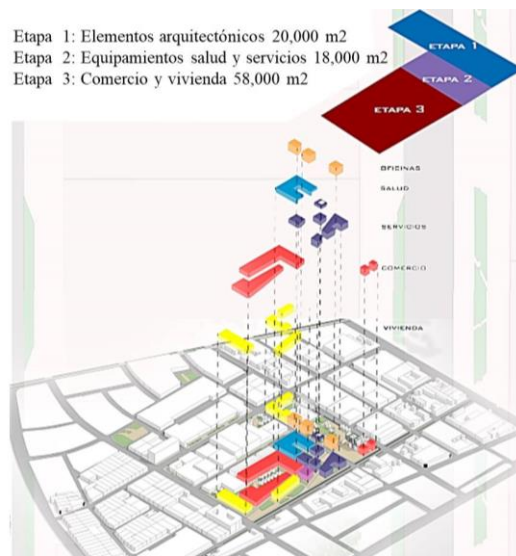 Etapa 1: Elementos arquitectónicos 20,000 m2
Etapa 2: Equipamientos salud y servicios 18,000 m2
Etapa 3: Comercio y vivienda 58,000 m2
ETAPA 1
ETAPA 2
ETAPA 3
OFICINAS
SALUD
SERVICIOS
COMERCIO
VIVIENDA